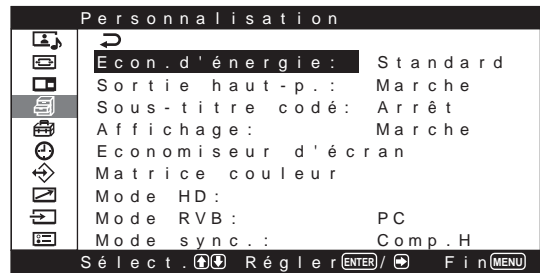 Personnalisation
Econ.d'énergie: Standard
Sortie haut-p.: Marche
Sous-titre codé: Arrêt
Affichage: Marche
Economiseur d'écran
Matrice couleur
Mode HD:
Mode RVB: PC
Mode sync.: Comp.H
Sélect. Régler ENTER / Fin MENU